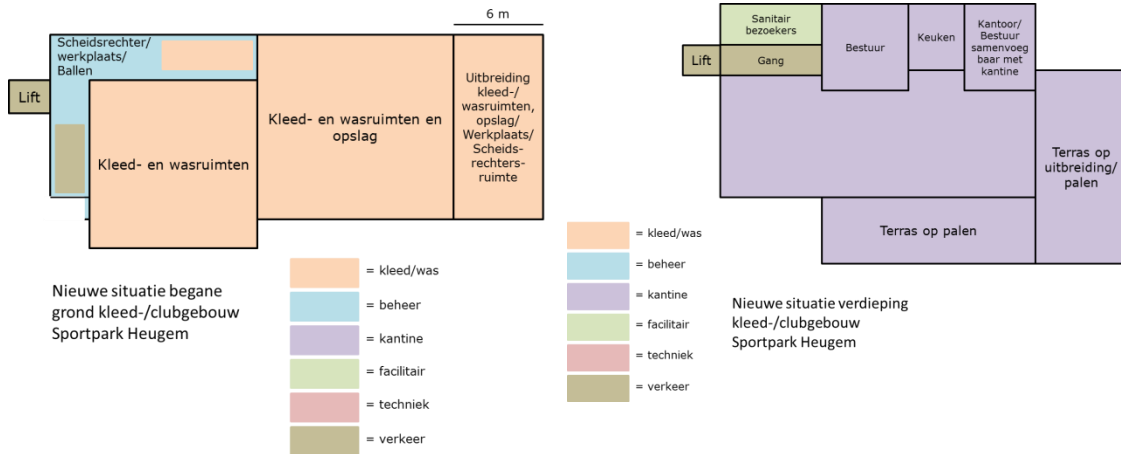 6 m
Scheidsrechter/
werkplaats/
Ballen
Lift
Kleed- en wasruimten
Kleed- en wasruimten en
opslag
Uitbreiding
kleed-/
wasruimten,
opslag/
Werkplaats/
Scheids-
rechters-
ruimte
= kleed/was
= beheer
= kantine
= facilitair
= techniek
= verkeer
Nieuwe situatie begane
grond kleed-/clubgebouw
Sportpark Heugem
Sanitair
bezoekers
Lift
Gang
Bestuur
Keuken
Kantoor/
Bestuur
samenvoeg
baar met
kantine
Terras op
uitbreiding/
palen
Terras op palen
= kleed/was
= beheer
= kantine
= facilitair
= techniek
= verkeer
Nieuwe situatie verdieping
kleed-/clubgebouw
Sportpark Heugem